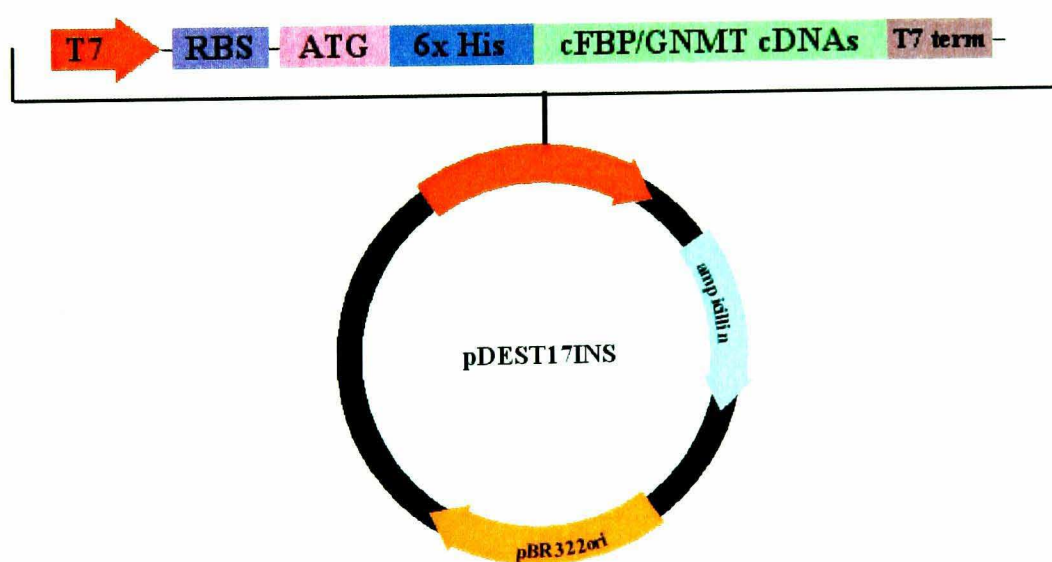 T7 RBS ATG 6x His cFBP/GNMT cDNAs T7 term
ampicillin
pDEST17INS
pBR322ori